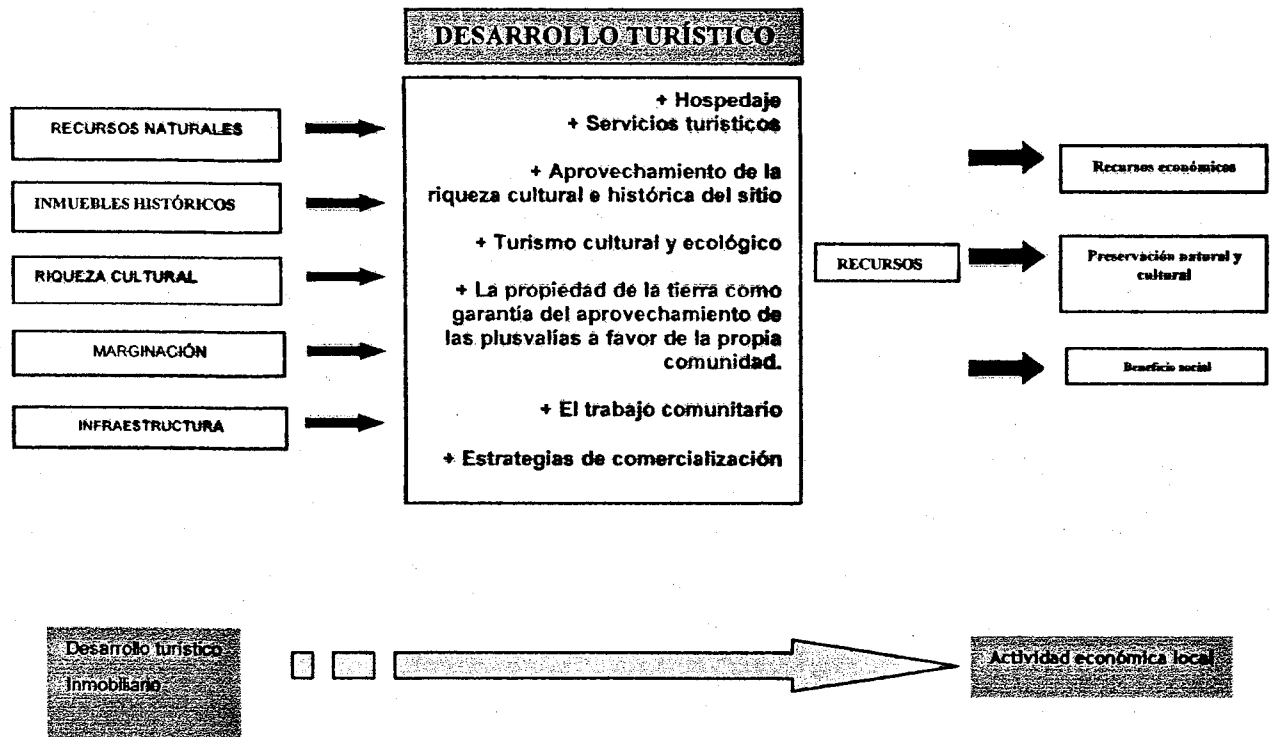 DESARROLLO TURÍSTICO
RECURSOS NATURALES
INMUEBLES HISTÓRICOS
RIQUEZA CULTURAL
MARGINACIÓN
INFRAESTRUCTURA
+ Hospedaje
+ Servicios turísticos
+ Aprovechamiento de la
riqueza cultural e histórica del sitio
+ Turismo cultural y ecológico
+ La propiedad de la tierra como
garantía del aprovechamiento de
las plusvalías a favor de la propia
comunidad.
+ El trabajo comunitario
+ Estrategias de comercialización
RECURSOS
Recursos económicos
Preservación natural y
cultural
Beneficio social
Desarrollo turístico
Inmobiliario
Actividad económica local